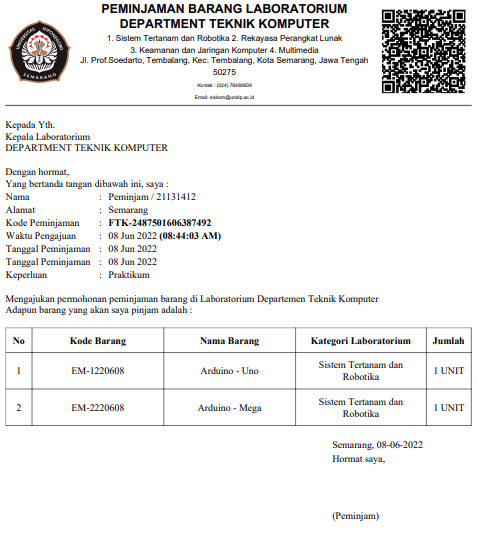 PEMINJAMAN BARANG LABORATORIUM
DEPARTMENT TEKNIK KOMPUTER
1. Sistem Tertanam dan Robotika 2. Rekayasa Perangkat Lunak
3. Keamanan dan Jaringan Komputer 4. Multimedia
Jl. Prof.Soedarto, Tembalang, Kec. Tembalang, Kota Semarang, Jawa Tengah
50275
Kontak : (024) 76480609
Email: siskom@undip.ac.id
UNIVERSITAS DIPONEGORO
SEMARANG
Kepada Yth.
Kepala Laboratorium
DEPARTMENT TEKNIK KOMPUTER
Dengan hormat,
Yang bertanda tangan dibawah ini, saya :
Nama : Peminjam / 21131412
Alamat : Semarang
Kode Peminjaman : FTK-2487501606387492
Waktu Pengajuan : 08 Jun 2022 (08:44:03 AM)
Tanggal Peminjaman : 08 Jun 2022
Tanggal Peminjaman : 08 Jun 2022
Keperluan : Praktikum
Mengajukan permohonan peminjaman barang di Laboratorium Departemen Teknik Komputer
Adapun barang yang akan saya pinjam adalah :
No Kode Barang Nama Barang Kategori Laboratorium Jumlah
1 EM-1220608 Arduino - Uno Sistem Tertanam dan Robotika 1 UNIT
2 EM-2220608 Arduino - Mega Sistem Tertanam dan Robotika 1 UNIT
Semarang, 08-06-2022
Hormat saya,
(Peminjam)